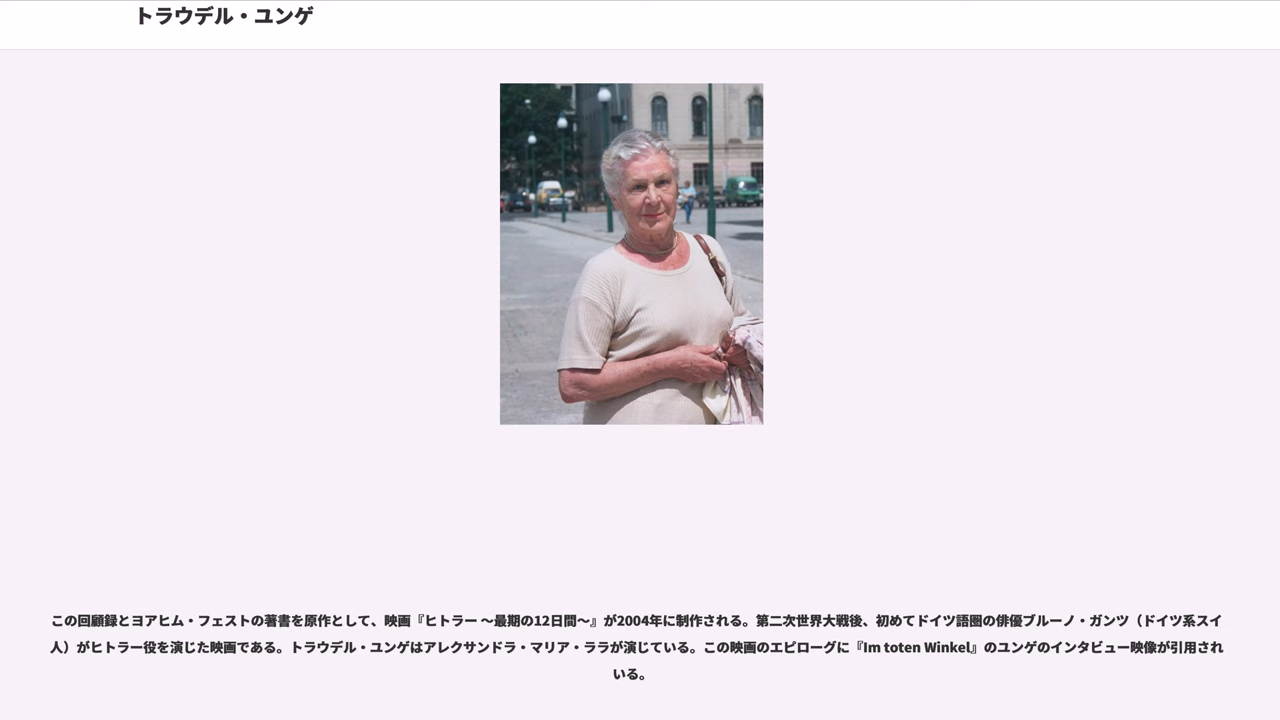 トラウデル・ユンゲ
この回顧録とヨアヒム・フェストの著書を原作として、映画『ヒトラー 〜最期の12日間〜』が2004年に制作される。第二次世界大戦後、初めてドイツ語圏の俳優ブルーノ・ガンツ（ドイツ系スイ
人）がヒトラー役を演じた映画である。トラウデル・ユンゲはアレクサンドラ・マリア・ララが演じている。この映画のエピローグに『Im toten Winkel』のユンゲのインタビュー映像が引用され
いる。